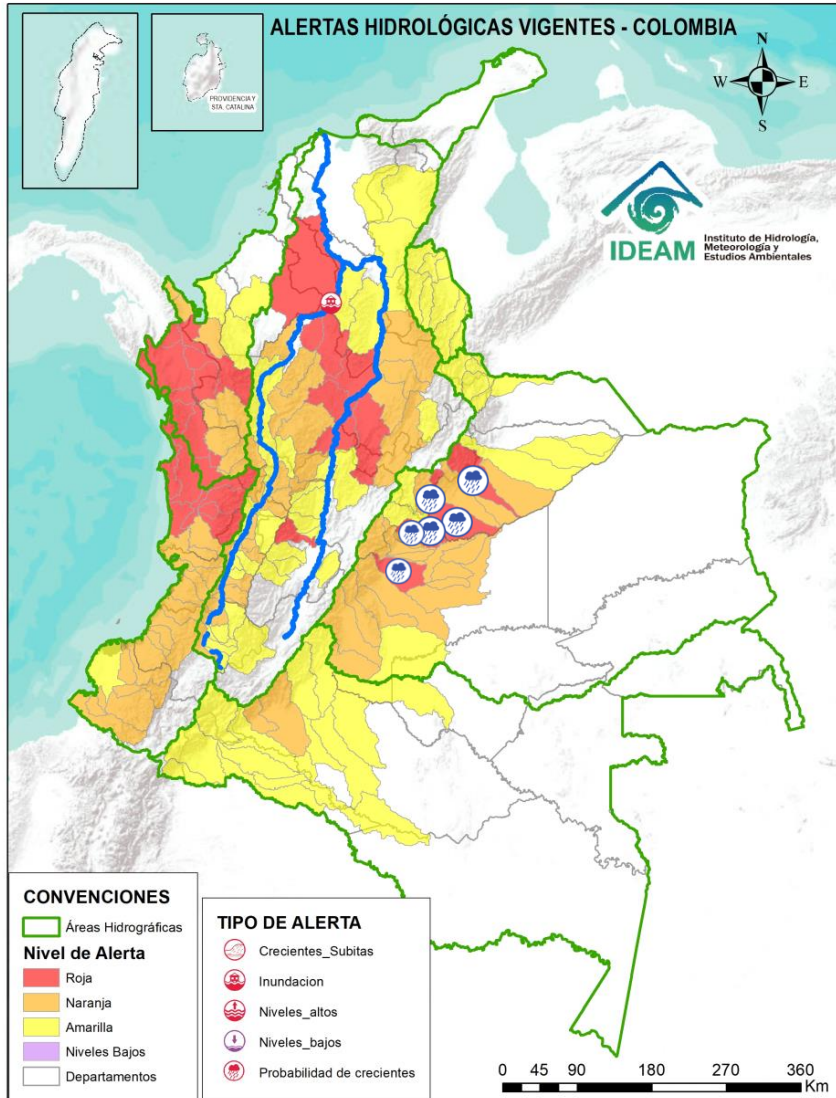 ALERTAS HIDROLÓGICAS VIGENTES - COLOMBIA
PROVIDENCIA Y
STA. CATALINA
N
W
E
S
IDEAM
Instituto de Hidrología,
Meteorología y
Estudios Ambientales
CONVENCIONES
Áreas Hidrográficas
Nivel de Alerta
Roja
Naranja
Amarilla
Niveles Bajos
Departamentos
TIPO DE ALERTA
Crecientes_Subitas
Inundacion
Niveles_altos
Niveles_bajos
Probabilidad de crecientes
0 45 90 180 270 360
Km